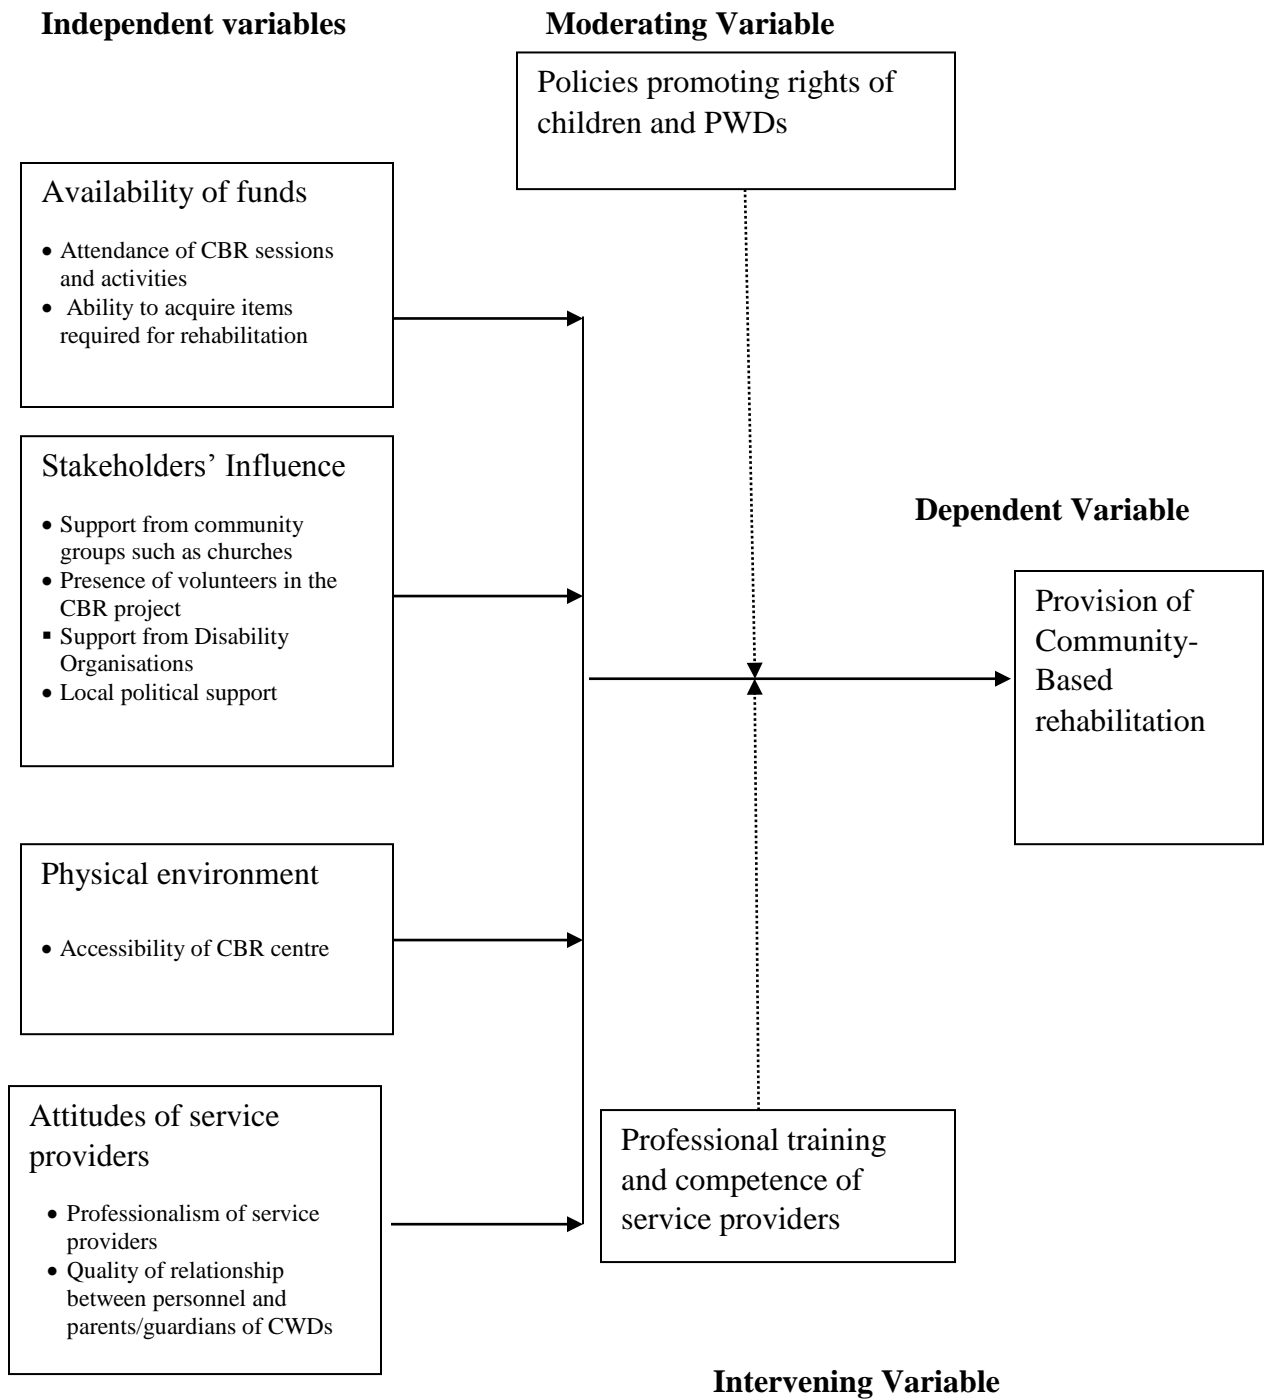 Independent variables
Moderating Variable
Policies promoting rights of
children and PWDs
Availability of funds
• Attendance of CBR sessions
and activities
• Ability to acquire items
required for rehabilitation
Stakeholders’ Influence
• Support from community
groups such as churches
• Presence of volunteers in the
CBR project
▪ Support from Disability
Organisations
• Local political support
Dependent Variable
Provision of
Community-
Based
rehabilitation
Physical environment
• Accessibility of CBR centre
Attitudes of service
providers
• Professionalism of service
providers
• Quality of relationship
between personnel and
parents/guardians of CWDs
Professional training
and competence of
service providers
Intervening Variable